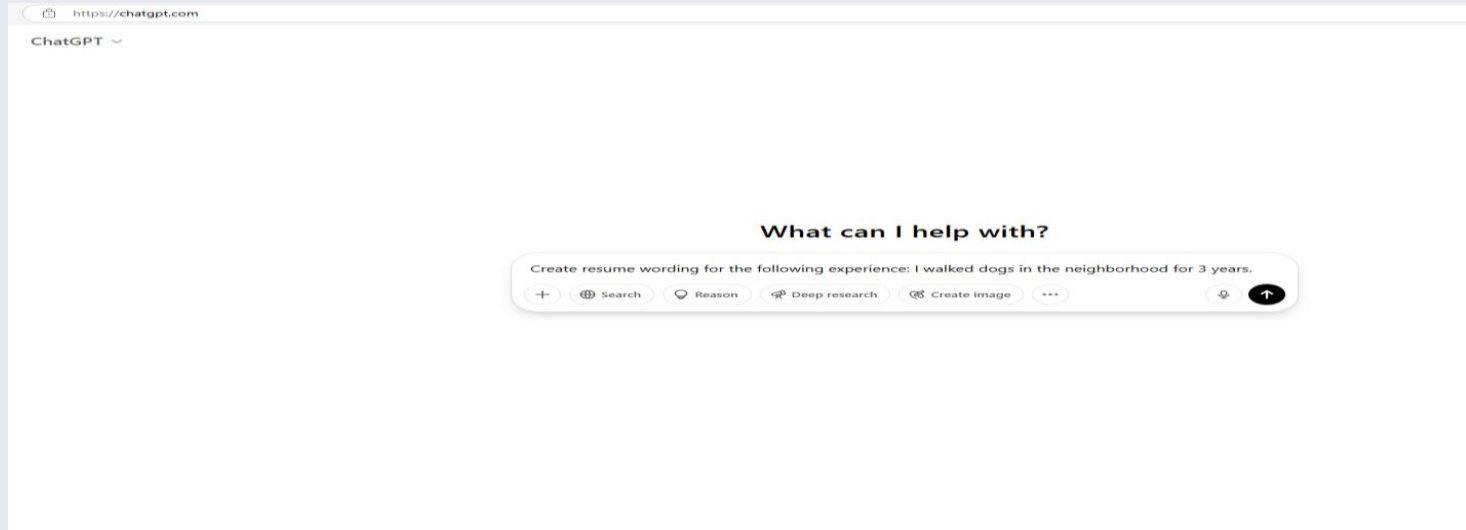 https://chatgpt.com
ChatGPT
What can I help with?
Create resume wording for the following experience: I walked dogs in the neighborhood for 3 years.
Search Reason Deep research Create image